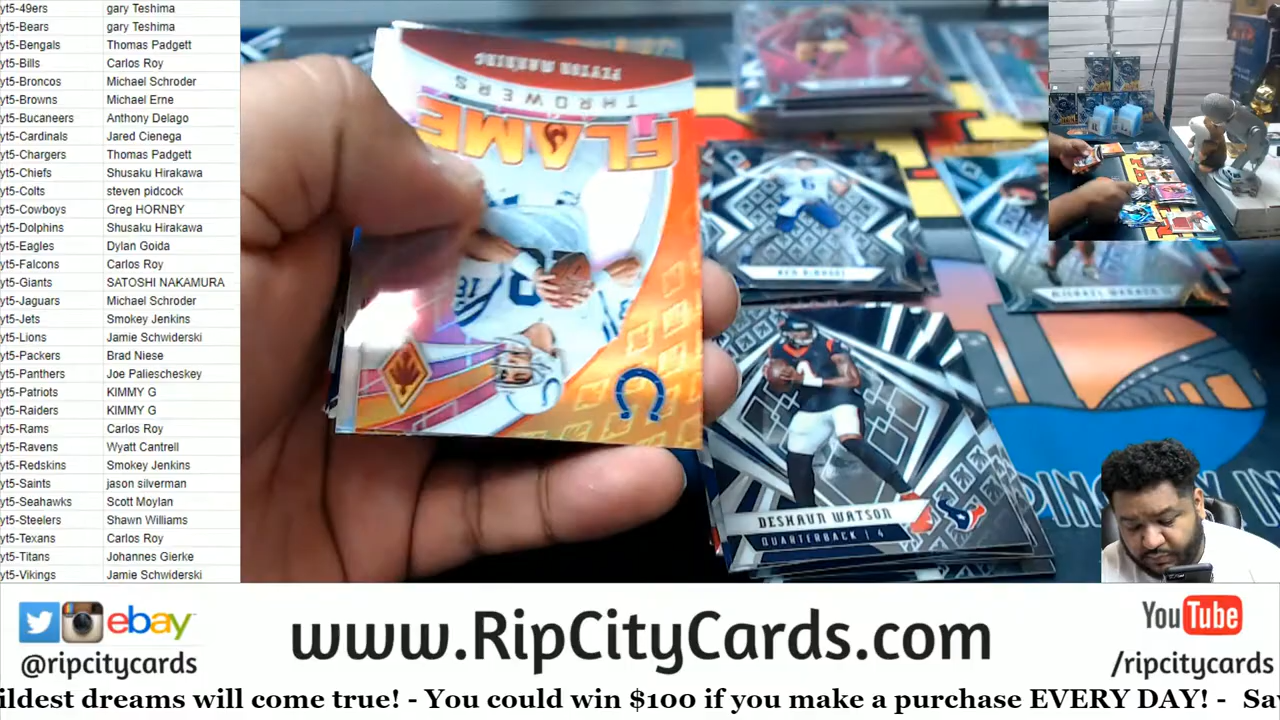 yt5-49ers gary Teshima
yt5-Bears gary Teshima
yt5-Bengals Thomas Padgett
yt5-Bills Carlos Roy
yt5-Broncos Michael Schroder
yt5-Browns Michael Erne
yt5-Bucaneers Anthony Delago
yt5-Cardinals Jared Cienega
yt5-Chargers Thomas Padgett
yt5-Chiefs Shusaku Hirakawa
yt5-Colts steven pidcock
yt5-Cowboys Greg HORNBY
yt5-Dolphins Shusaku Hirakawa
yt5-Eagles Dylan Goida
yt5-Falcons Carlos Roy
yt5-Giants SATOSHI NAKAMURA
yt5-Jaguars Michael Schroder
yt5-Jets Smokey Jenkins
yt5-Lions Jamie Schwiderski
yt5-Packers Brad Niese
yt5-Panthers Joe Paliescheskey
yt5-Patriots KIMMY G
yt5-Raiders KIMMY G
yt5-Rams Carlos Roy
yt5-Ravens Wyatt Cantrell
yt5-Redskins Smokey Jenkins
yt5-Saints jason silverman
yt5-Seahawks Scott Moylan
yt5-Steelers Shawn Williams
yt5-Texans Carlos Roy
yt5-Titans Johannes Gierke
yt5-Vikings Jamie Schwiderski
PEYTON MANNING
THROWERS
FLAME
18
DESHAUN WATSON
QUARTERBACK | 4
ebay
@ripcitycards
www.RipCityCards.com
YouTube
/ripcitycards
ildest dreams will come true! - You could win $100 if you make a purchase EVERY DAY! - Sa